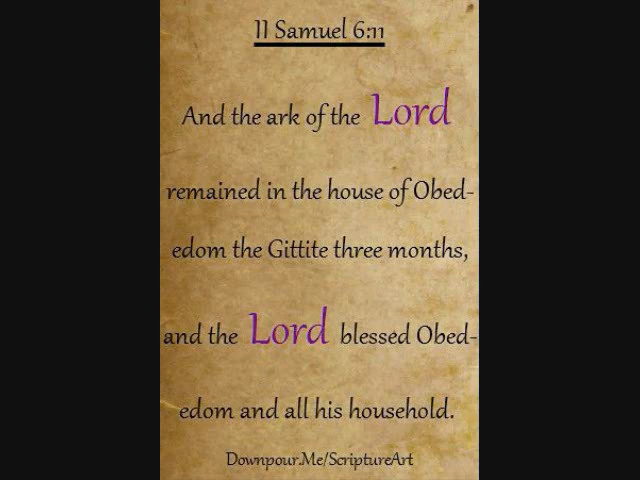 II Samuel 6:11
And the ark of the Lord
remained in the house of Obed-
edom the Gittite three months,
and the Lord blessed Obed-
edom and all his household.
Downpour.Me/ScriptureArt